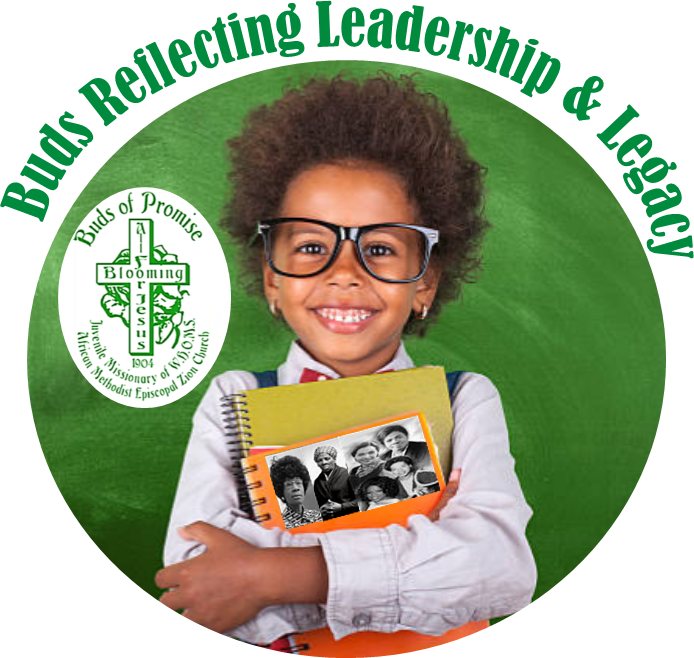 Buds Reflecting Leadership & Legacy
Buds of Promise
Blooming
All For Jesus
1904
Juvenile Missionary of W.H.O.M.S.
African Methodist Episcopal Zion Church